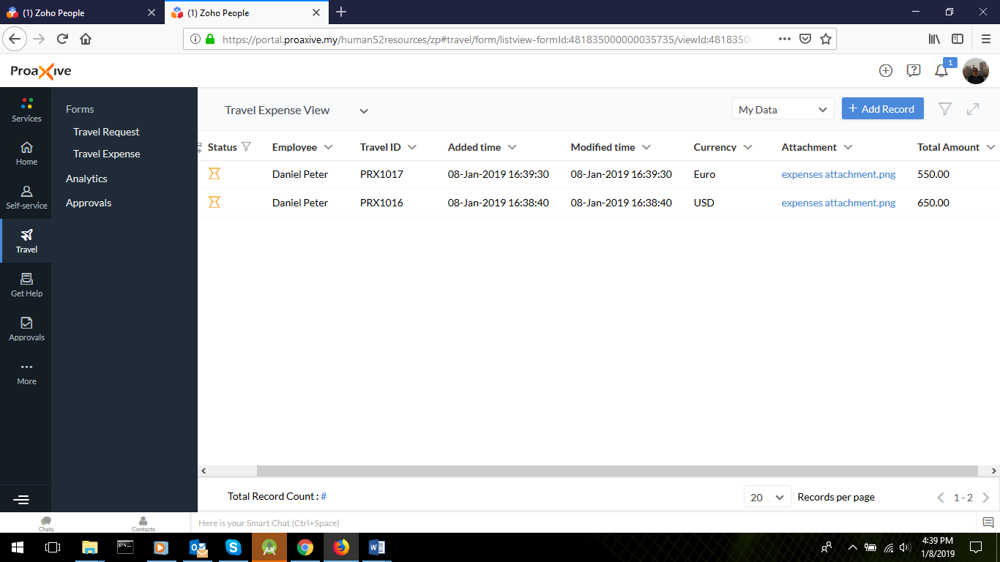 (1) Zoho People
(1) Zoho People
https://portal.proaxive.my/human52resources/zp#travel/form/listview-formId:481835000000035735/viewId:4818350
ProaXive
1
Services
Home
Self-service
Travel
Get Help
Approvals
More
Forms
Travel Request
Travel Expense
Analytics
Approvals
Travel Expense View
My Data
+ Add Record
Status Employee Travel ID Added time Modified time Currency Attachment Total Amount
Daniel Peter PRX1017 08-Jan-2019 16:39:30 08-Jan-2019 16:39:30 Euro expenses attachment.png 550.00
Daniel Peter PRX1016 08-Jan-2019 16:38:40 08-Jan-2019 16:38:40 USD expenses attachment.png 650.00
Total Record Count : #
20 Records per page 1 - 2
Chats
Contacts
Here is your Smart Chat (Ctrl+Space)
4:39 PM
1/8/2019